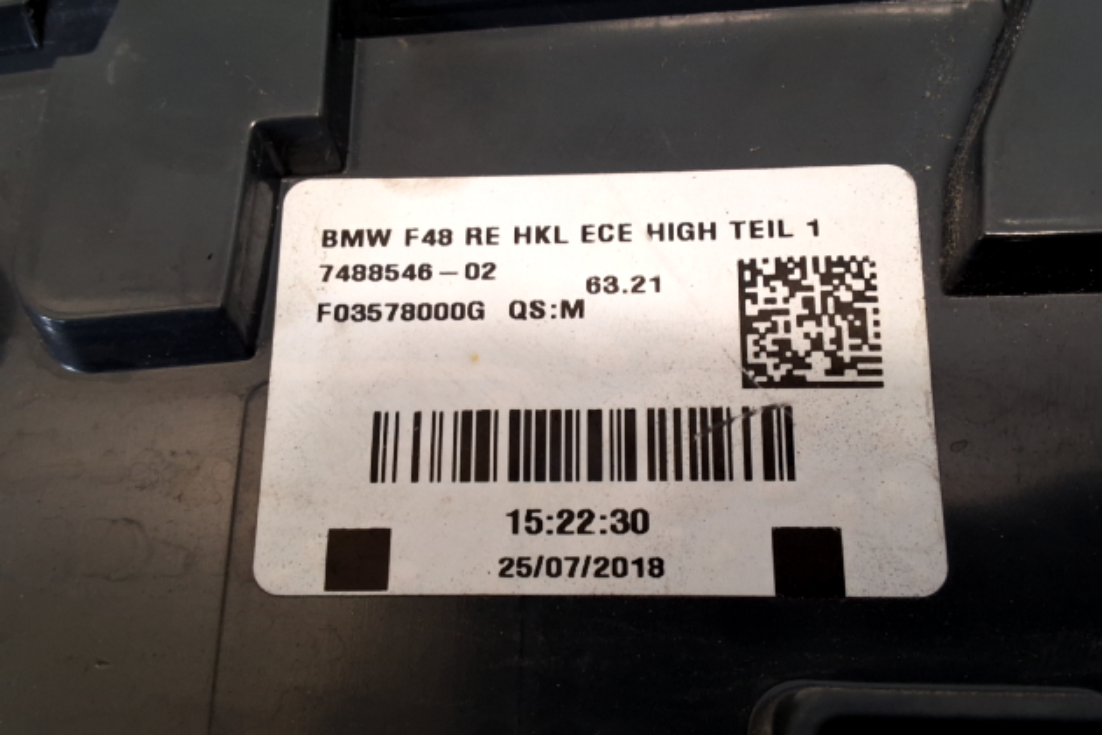 BMW F48 RE HKL ECE HIGH TEIL 1
7488546-02 63.21
F03578000G QS:M
15:22:30
25/07/2018